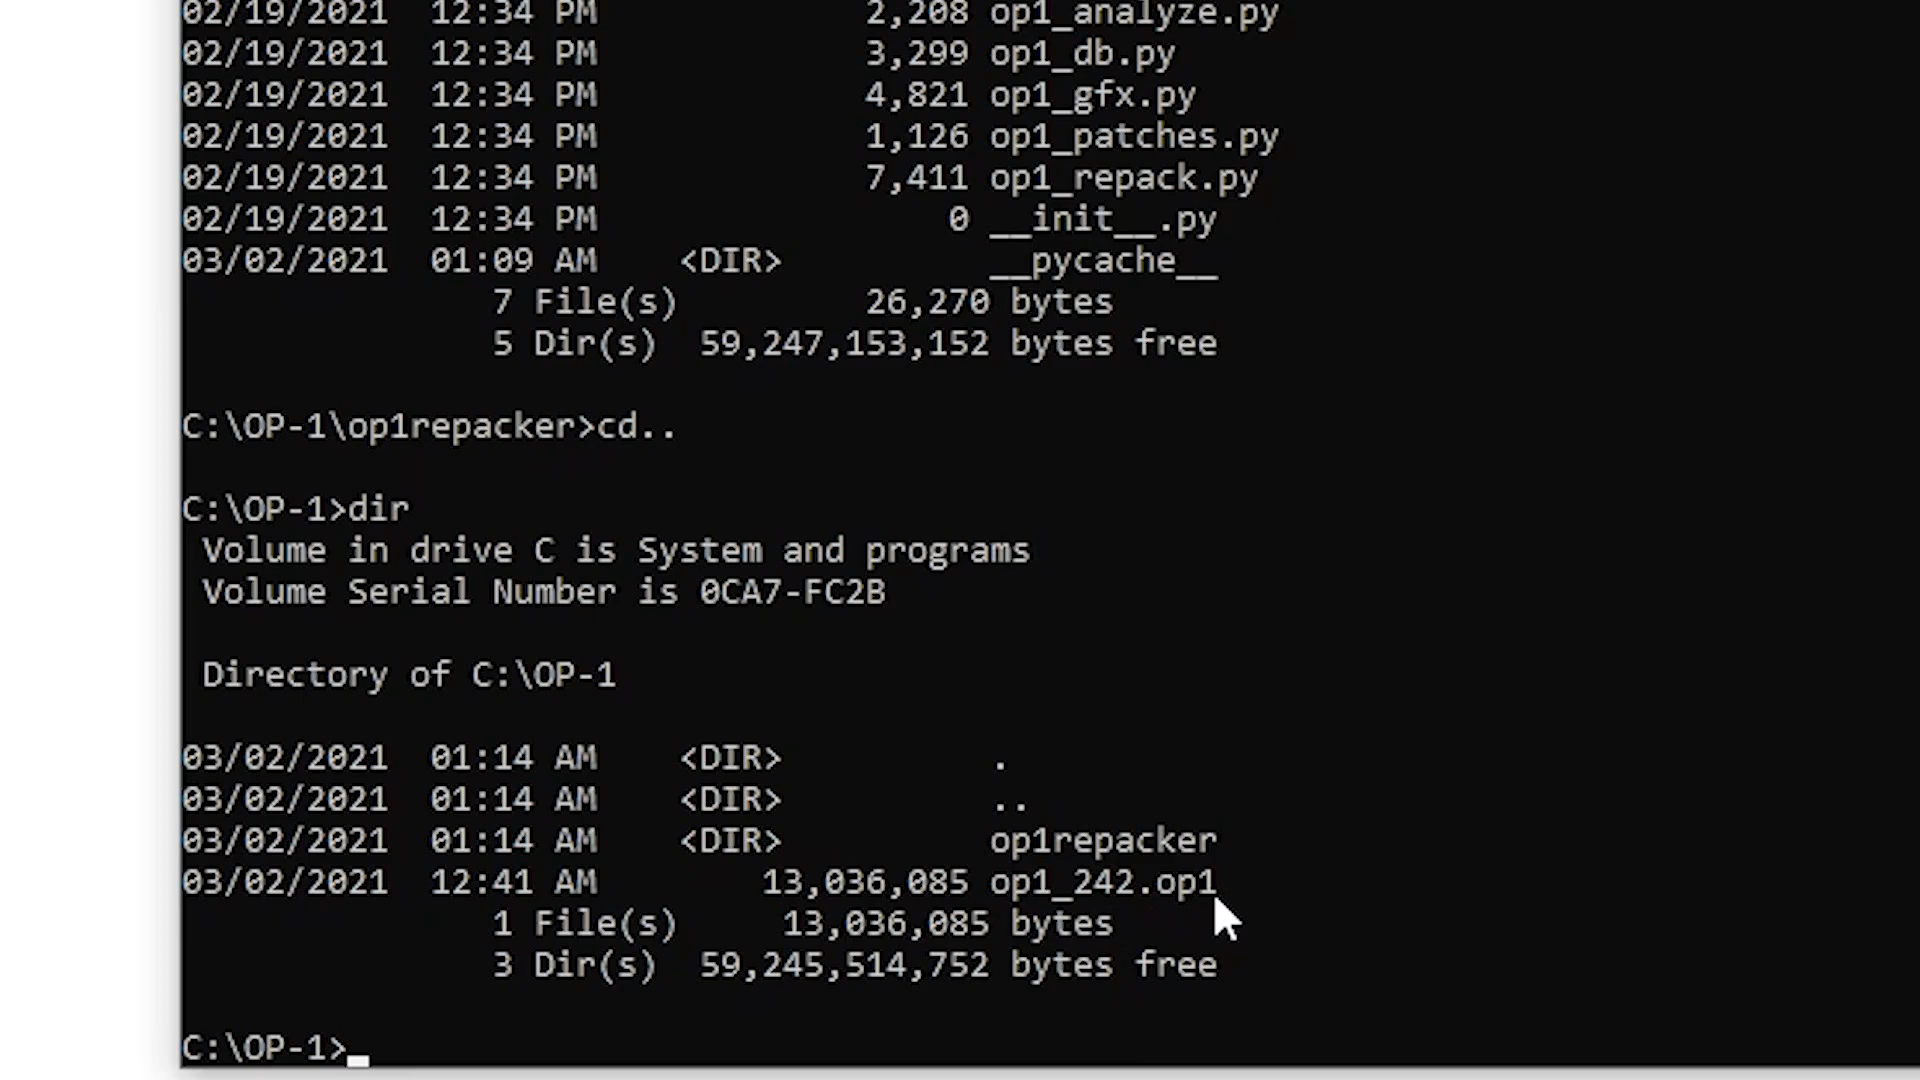 02/19/2021  12:34 PM             2,208 op1_analyze.py
02/19/2021  12:34 PM             3,299 op1_db.py
02/19/2021  12:34 PM             4,821 op1_gfx.py
02/19/2021  12:34 PM             1,126 op1_patches.py
02/19/2021  12:34 PM             7,411 op1_repack.py
02/19/2021  12:34 PM                 0 __init__.py
03/02/2021  01:09 AM    <DIR>          __pycache__
               7 File(s)         26,270 bytes
               5 Dir(s)  59,247,153,152 bytes free
C:\OP-1\op1repacker>cd..
C:\OP-1>dir
 Volume in drive C is System and programs
 Volume Serial Number is 0CA7-FC2B
 Directory of C:\OP-1
03/02/2021  01:14 AM    <DIR>          .
03/02/2021  01:14 AM    <DIR>          ..
03/02/2021  01:14 AM    <DIR>          op1repacker
03/02/2021  12:41 AM        13,036,085 op1_242.op1
               1 File(s)     13,036,085 bytes
               3 Dir(s)  59,245,514,752 bytes free
C:\OP-1>